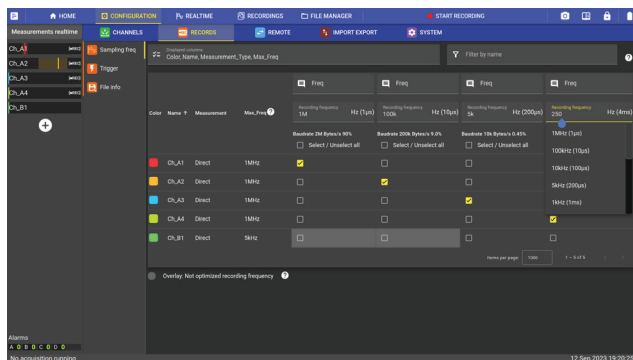 HOME
CONFIGURATION
REALTIME
RECORDINGS
FILE MANAGER
START RECORDING
Measurements realtime
CHANNELS
RECORDS
REMOTE
IMPORT EXPORT
SYSTEM
Ch_A1
Ch_A2
Ch_A3
Ch_A4
Ch_B1
Sampling freq
Trigger
File info
Displayed columns
Color, Name, Measurement_Type, Max_Freq
Filter by name
Freq Freq Freq Freq
Color Name Measurement Max_Freq
Recording frequency Recording frequency Recording frequency Recording frequency
1M Hz (1µs) 100k Hz (10µs) 5k Hz (200µs) 250 Hz (4ms)
Baudrate 2M Bytes/s 90% Baudrate 200k Bytes/s 9.0% Baudrate 10k Bytes/s 0.45%
Select / Unselect all Select / Unselect all Select / Unselect all
1MHz (1µs)
100kHz (10µs)
10kHz (100µs)
5kHz (200µs)
1kHz (1ms)
Ch_A1 Direct 1MHz
Ch_A2 Direct 1MHz
Ch_A3 Direct 1MHz
Ch_A4 Direct 1MHz
Ch_B1 Direct 5kHz
Items per page: 1000 1 – 5 of 5
Overlay: Not optimized recording frequency
Alarms
A 0 B 0 C 0 D 0
No acquisition running
12 Sep 2023 19:20:25